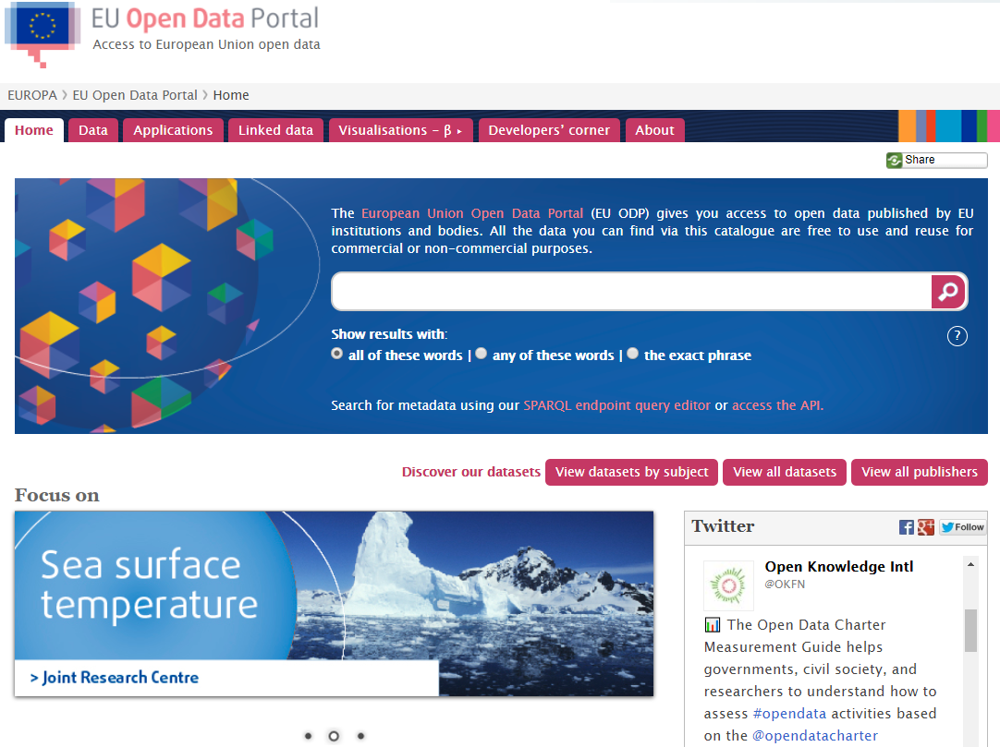 EU Open Data Portal
Access to European Union open data
EUROPA > EU Open Data Portal > Home
Home Data Applications Linked data Visualisations – β ▸ Developers’ corner About
Share
The European Union Open Data Portal (EU ODP) gives you access to open data published by EU
institutions and bodies. All the data you can find via this catalogue are free to use and reuse for
commercial or non-commercial purposes.
Show results with:
?
all of these words | any of these words | the exact phrase
Search for metadata using our SPARQL endpoint query editor or access the API.
Discover our datasets View datasets by subject View all datasets View all publishers
Focus on
Sea surface
temperature
> Joint Research Centre
Twitter
f g+ Follow
Open Knowledge Intl
@OKFN
The Open Data Charter
Measurement Guide helps
governments, civil society, and
researchers to understand how to
assess #opendata activities based
on the @opendatacharter